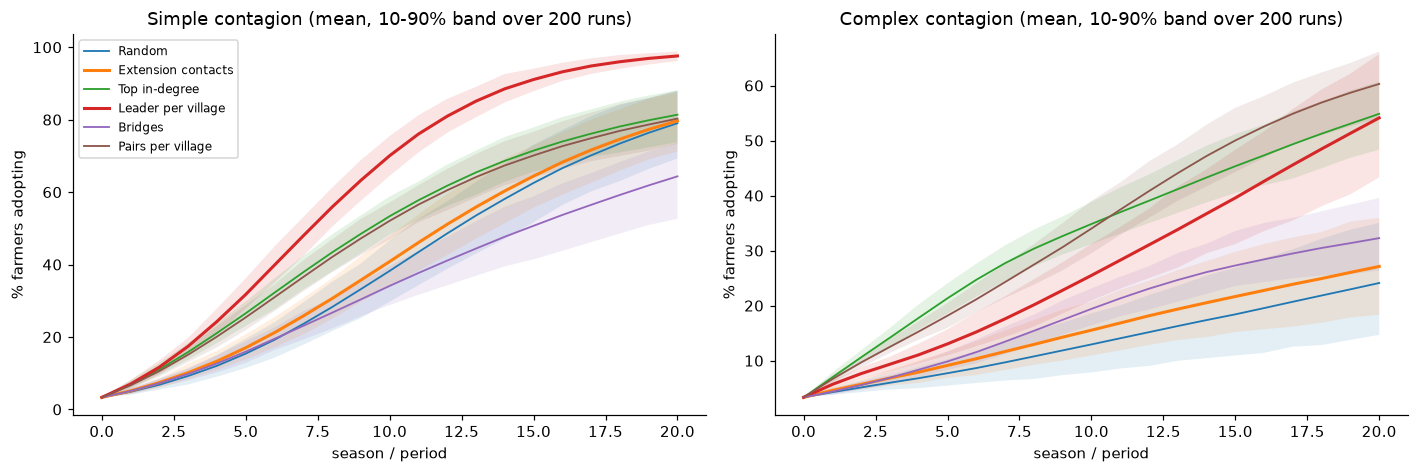 Simple contagion (mean, 10-90% band over 200 runs)
% farmers adopting
100
80
60
40
20
0
Random
Extension contacts
Top in-degree
Leader per village
Bridges
Pairs per village
0.0 2.5 5.0 7.5 10.0 12.5 15.0 17.5 20.0
season / period
Complex contagion (mean, 10-90% band over 200 runs)
% farmers adopting
60
50
40
30
20
10
0.0 2.5 5.0 7.5 10.0 12.5 15.0 17.5 20.0
season / period